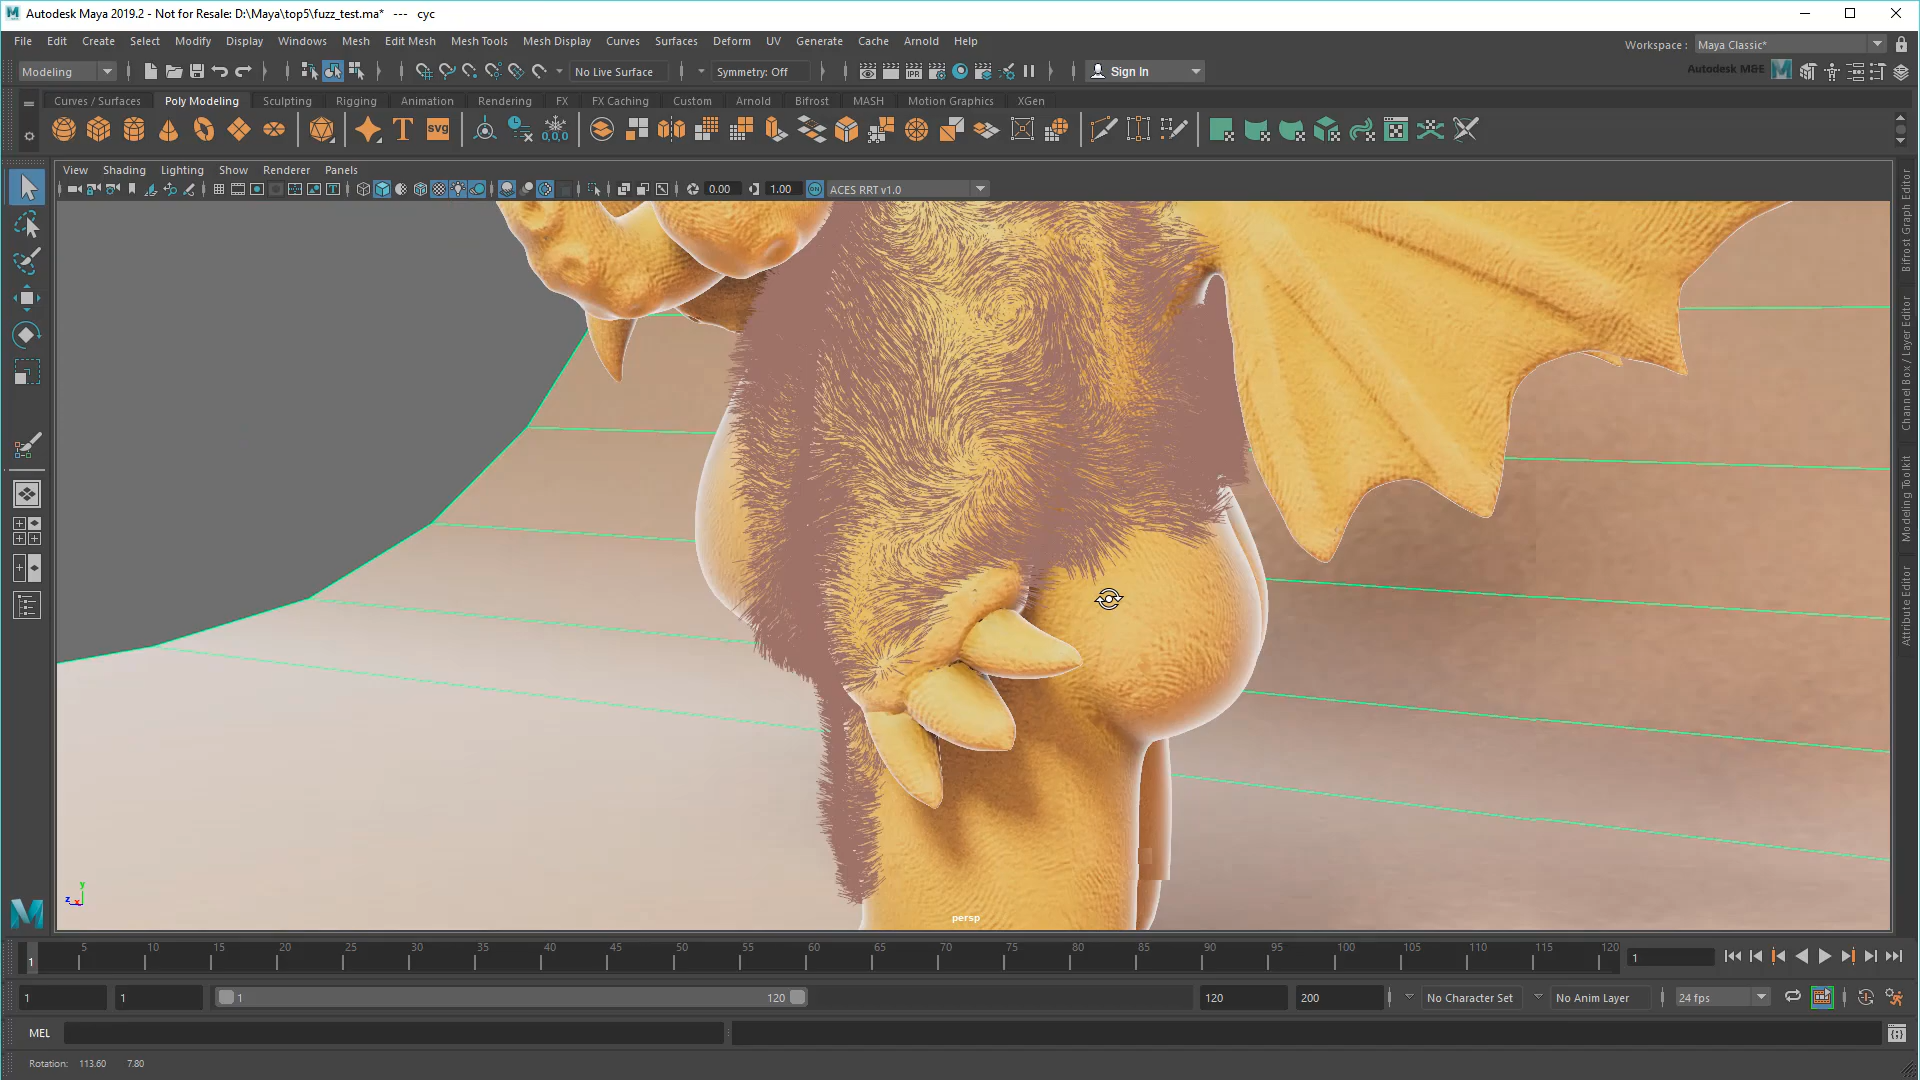 Autodesk Maya 2019.2 - Not for Resale: D:\Maya\top5\fuzz_test.ma* --- cyc
File Edit Create Select Modify Display Windows Mesh Edit Mesh Mesh Tools Mesh Display Curves Surfaces Deform UV Generate Cache Arnold Help
Workspace : Maya Classic*
Modeling No Live Surface Symmetry: Off IPR Sign In Autodesk M&E
Curves / Surfaces Poly Modeling Sculpting Rigging Animation Rendering FX FX Caching Custom Arnold Bifrost MASH Motion Graphics XGen
T svg 0,0,0
View Shading Lighting Show Renderer Panels
0.00 1.00 ON ACES RRT v1.0
Bifrost Graph Editor
Channel Box / Layer Editor
Modeling Toolkit
Attribute Editor
y
z x
persp
5 10 15 20 25 30 35 40 45 50 55 60 65 70 75 80 85 90 95 100 105 110 115 120
1 1
1 1 1 120 120 200 No Character Set No Anim Layer 24 fps
MEL
Rotation: 113.60 7.80